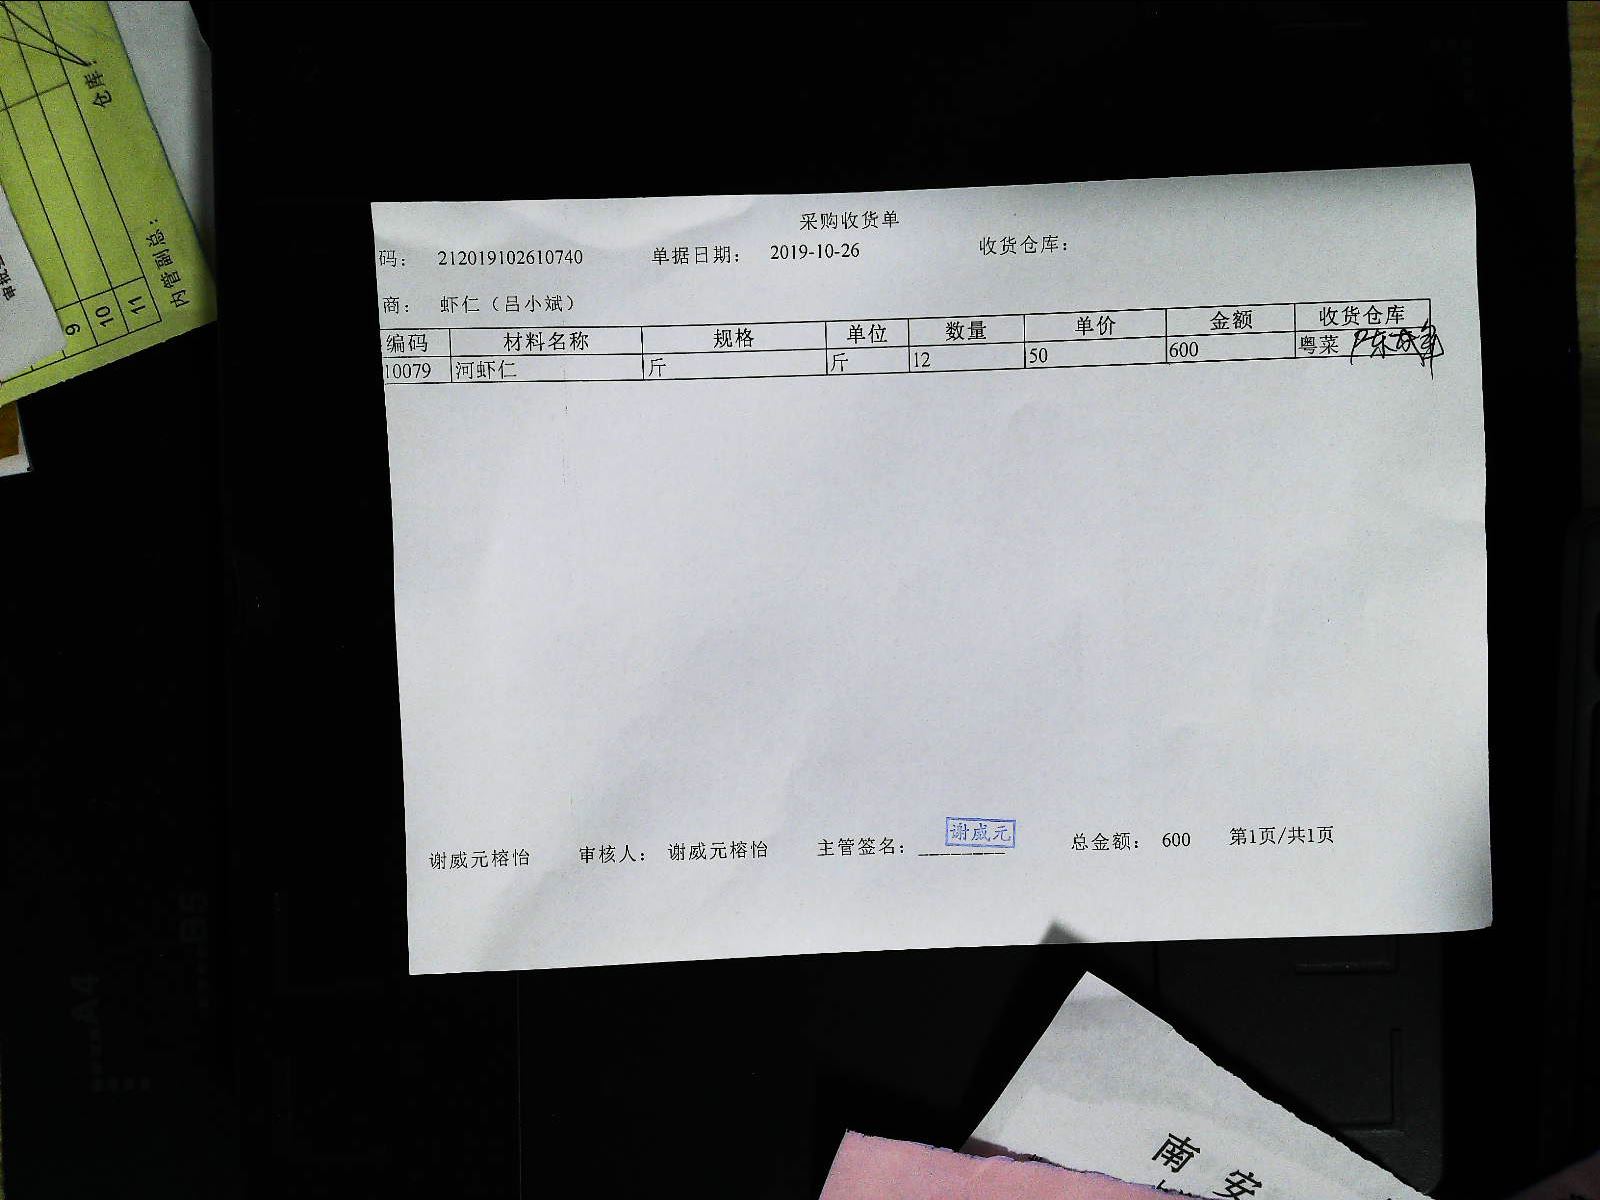 采购收货单
码： 212019102610740 单据日期： 2019-10-26 收货仓库：
商： 虾仁（吕小斌）
编码 材料名称 规格 单位 数量 单价 金额 收货仓库
10079 河虾仁 斤 斤 12 50 600 粤菜
谢威元榕怡 审核人： 谢威元榕怡 主管签名： 谢威元 总金额： 600 第1页/共1页
仓库：
内管副总：
9
10
11
南安